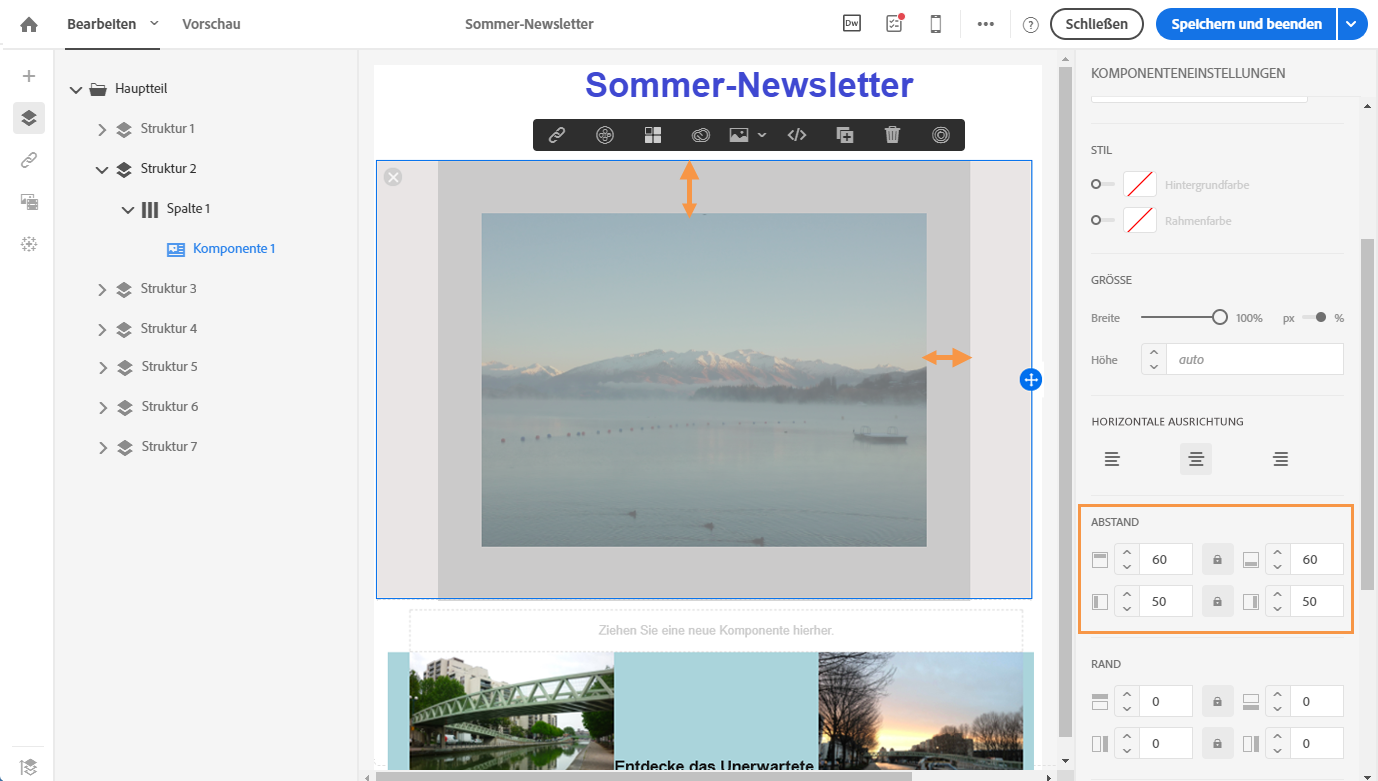 Bearbeiten
Vorschau
Sommer-Newsletter
Dw
Schließen
Speichern und beenden
Hauptteil
Struktur 1
Struktur 2
Spalte 1
Komponente 1
Struktur 3
Struktur 4
Struktur 5
Struktur 6
Struktur 7
Sommer-Newsletter
Ziehen Sie eine neue Komponente hierher.
Entdecke das Unerwartete
KOMPONENTENEINSTELLUNGEN
STIL
Hintergrundfarbe
Rahmenfarbe
GRÖSSE
Breite 100% px %
Höhe auto
HORIZONTALE AUSRICHTUNG
ABSTAND
60 60
50 50
RAND
0 0
0 0